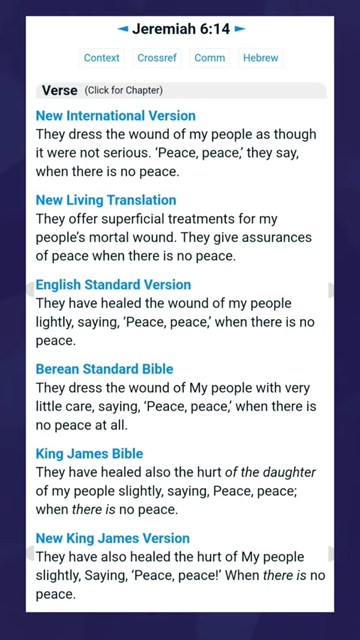 Jeremiah 6:14
Context Crossref Comm Hebrew
Verse (Click for Chapter)
New International Version
They dress the wound of my people as though
it were not serious. ‘Peace, peace,’ they say,
when there is no peace.
New Living Translation
They offer superficial treatments for my
people’s mortal wound. They give assurances
of peace when there is no peace.
English Standard Version
They have healed the wound of my people
lightly, saying, ‘Peace, peace,’ when there is no
peace.
Berean Standard Bible
They dress the wound of My people with very
little care, saying, ‘Peace, peace,’ when there is
no peace at all.
King James Bible
They have healed also the hurt of the daughter
of my people slightly, saying, Peace, peace;
when there is no peace.
New King James Version
They have also healed the hurt of My people
slightly, Saying, ‘Peace, peace!’ When there is no
peace.